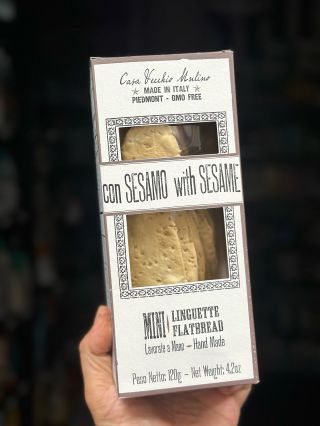 Casa Vecchio Mulino
MADE IN ITALY
PIEDMONT - GMO FREE
con SESAMO with SESAME
MINI LINGUETTE
FLATBREAD
Lavorate a Mano - Hand Made
Peso Netto: 120g - Net Weight: 4.2oz